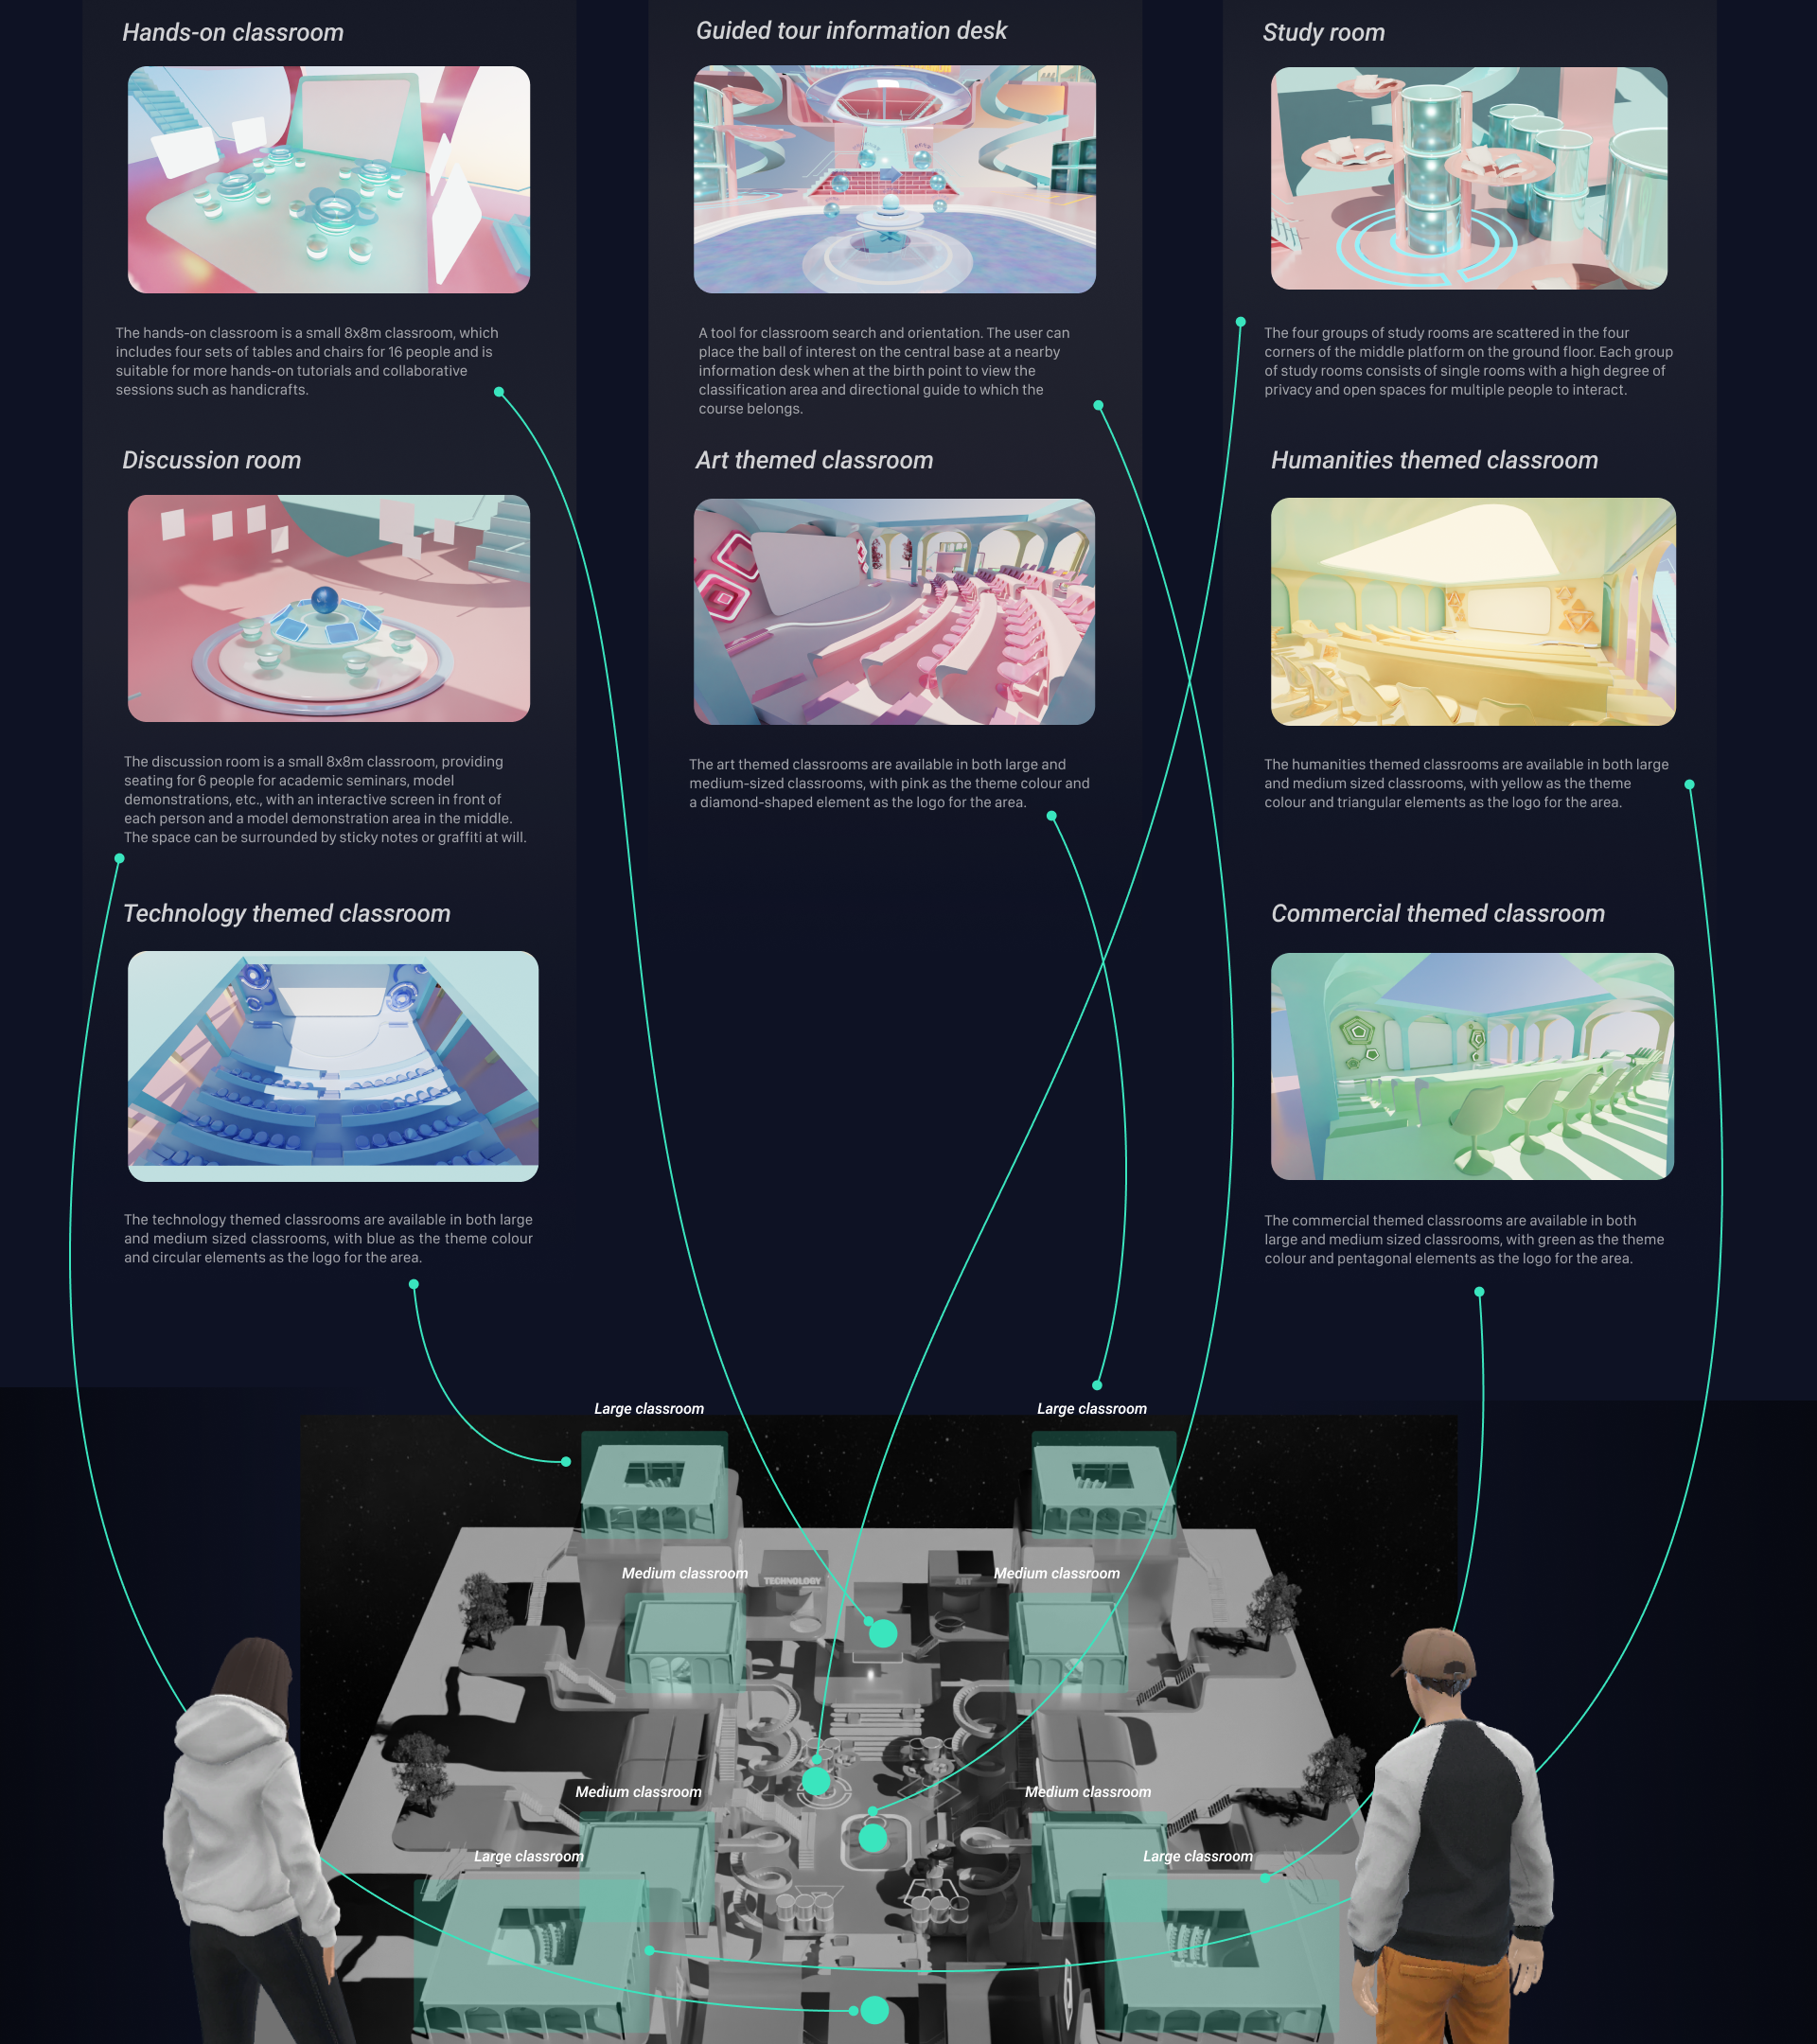 Hands-on classroom
The hands-on classroom is a small 8x8m classroom, which
includes four sets of tables and chairs for 16 people and is
suitable for more hands-on tutorials and collaborative
sessions such as handicrafts.
Guided tour information desk
A tool for classroom search and orientation. The user can
place the ball of interest on the central base at a nearby
information desk when at the birth point to view the
classification area and directional guide to which the
course belongs.
Study room
The four groups of study rooms are scattered in the four
corners of the middle platform on the ground floor. Each group
of study rooms consists of single rooms with a high degree of
privacy and open spaces for multiple people to interact.
Discussion room
The discussion room is a small 8x8m classroom, providing
seating for 6 people for academic seminars, model
demonstrations, etc., with an interactive screen in front of
each person and a model demonstration area in the middle.
The space can be surrounded by sticky notes or graffiti at will.
Art themed classroom
The art themed classrooms are available in both large and
medium-sized classrooms, with pink as the theme colour and
a diamond-shaped element as the logo for the area.
Humanities themed classroom
The humanities themed classrooms are available in both large
and medium sized classrooms, with yellow as the theme
colour and triangular elements as the logo for the area.
Technology themed classroom
The technology themed classrooms are available in both large
and medium sized classrooms, with blue as the theme colour
and circular elements as the logo for the area.
Commercial themed classroom
The commercial themed classrooms are available in both
large and medium sized classrooms, with green as the theme
colour and pentagonal elements as the logo for the area.
Large classroom
Large classroom
Medium classroom
Medium classroom
TECHNOLOGY
ART
Medium classroom
Medium classroom
Large classroom
Large classroom